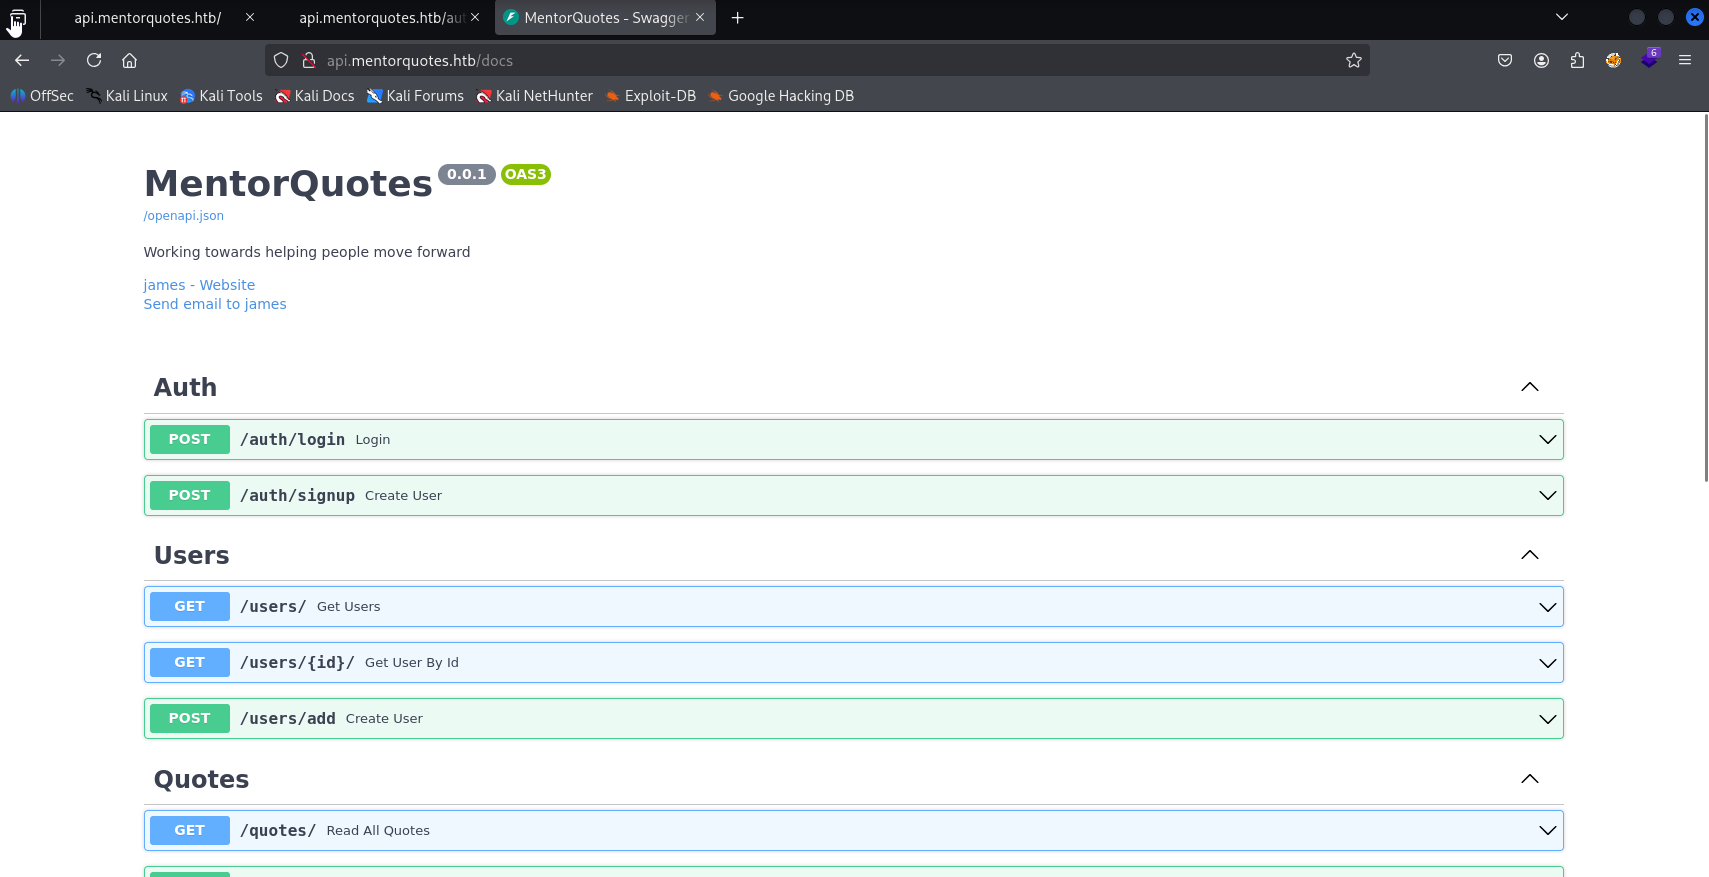 api.mentorquotes.htb/
api.mentorquotes.htb/aut
MentorQuotes - Swagger
api.mentorquotes.htb/docs
6
OffSec Kali Linux Kali Tools Kali Docs Kali Forums Kali NetHunter Exploit-DB Google Hacking DB
MentorQuotes 0.0.1 OAS3
/openapi.json
Working towards helping people move forward
james - Website
Send email to james
Auth
POST /auth/login Login
POST /auth/signup Create User
Users
GET /users/ Get Users
GET /users/{id}/ Get User By Id
POST /users/add Create User
Quotes
GET /quotes/ Read All Quotes